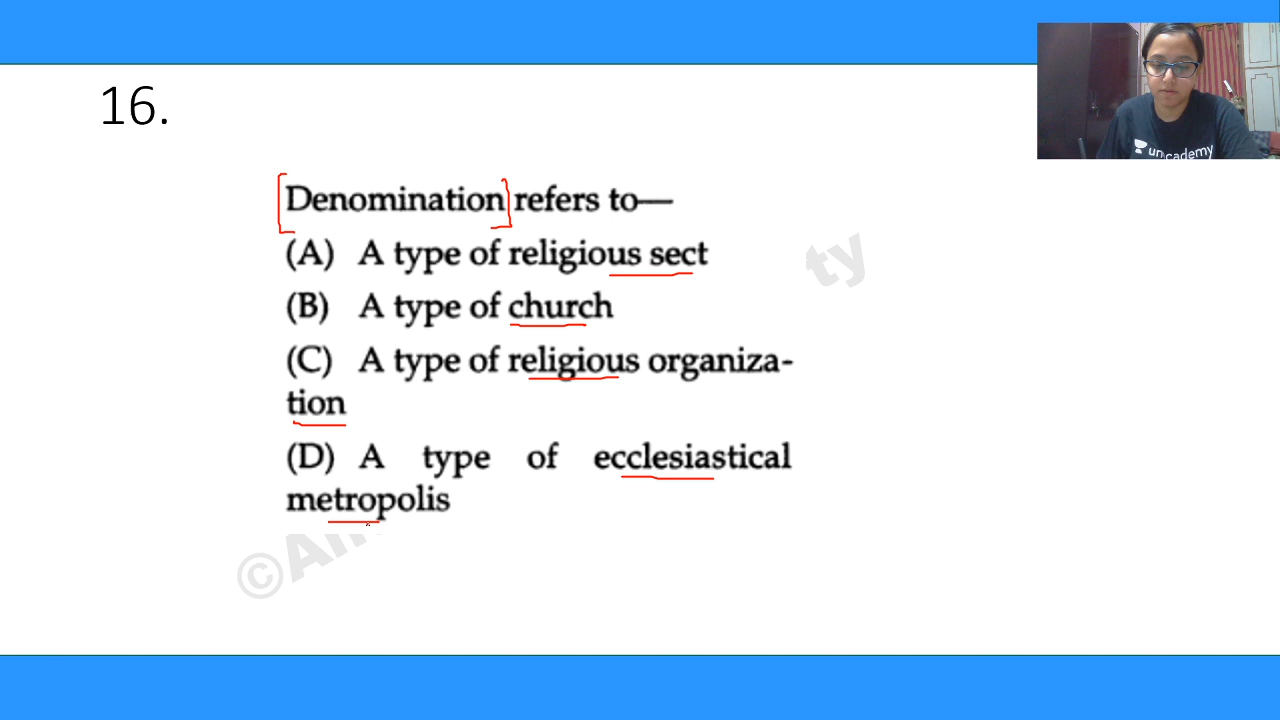 16.
unacademy
Denomination refers to—
(A) A type of religious sect
(B) A type of church
(C) A type of religious organiza-
tion
(D) A type of ecclesiastical
metropolis
ty